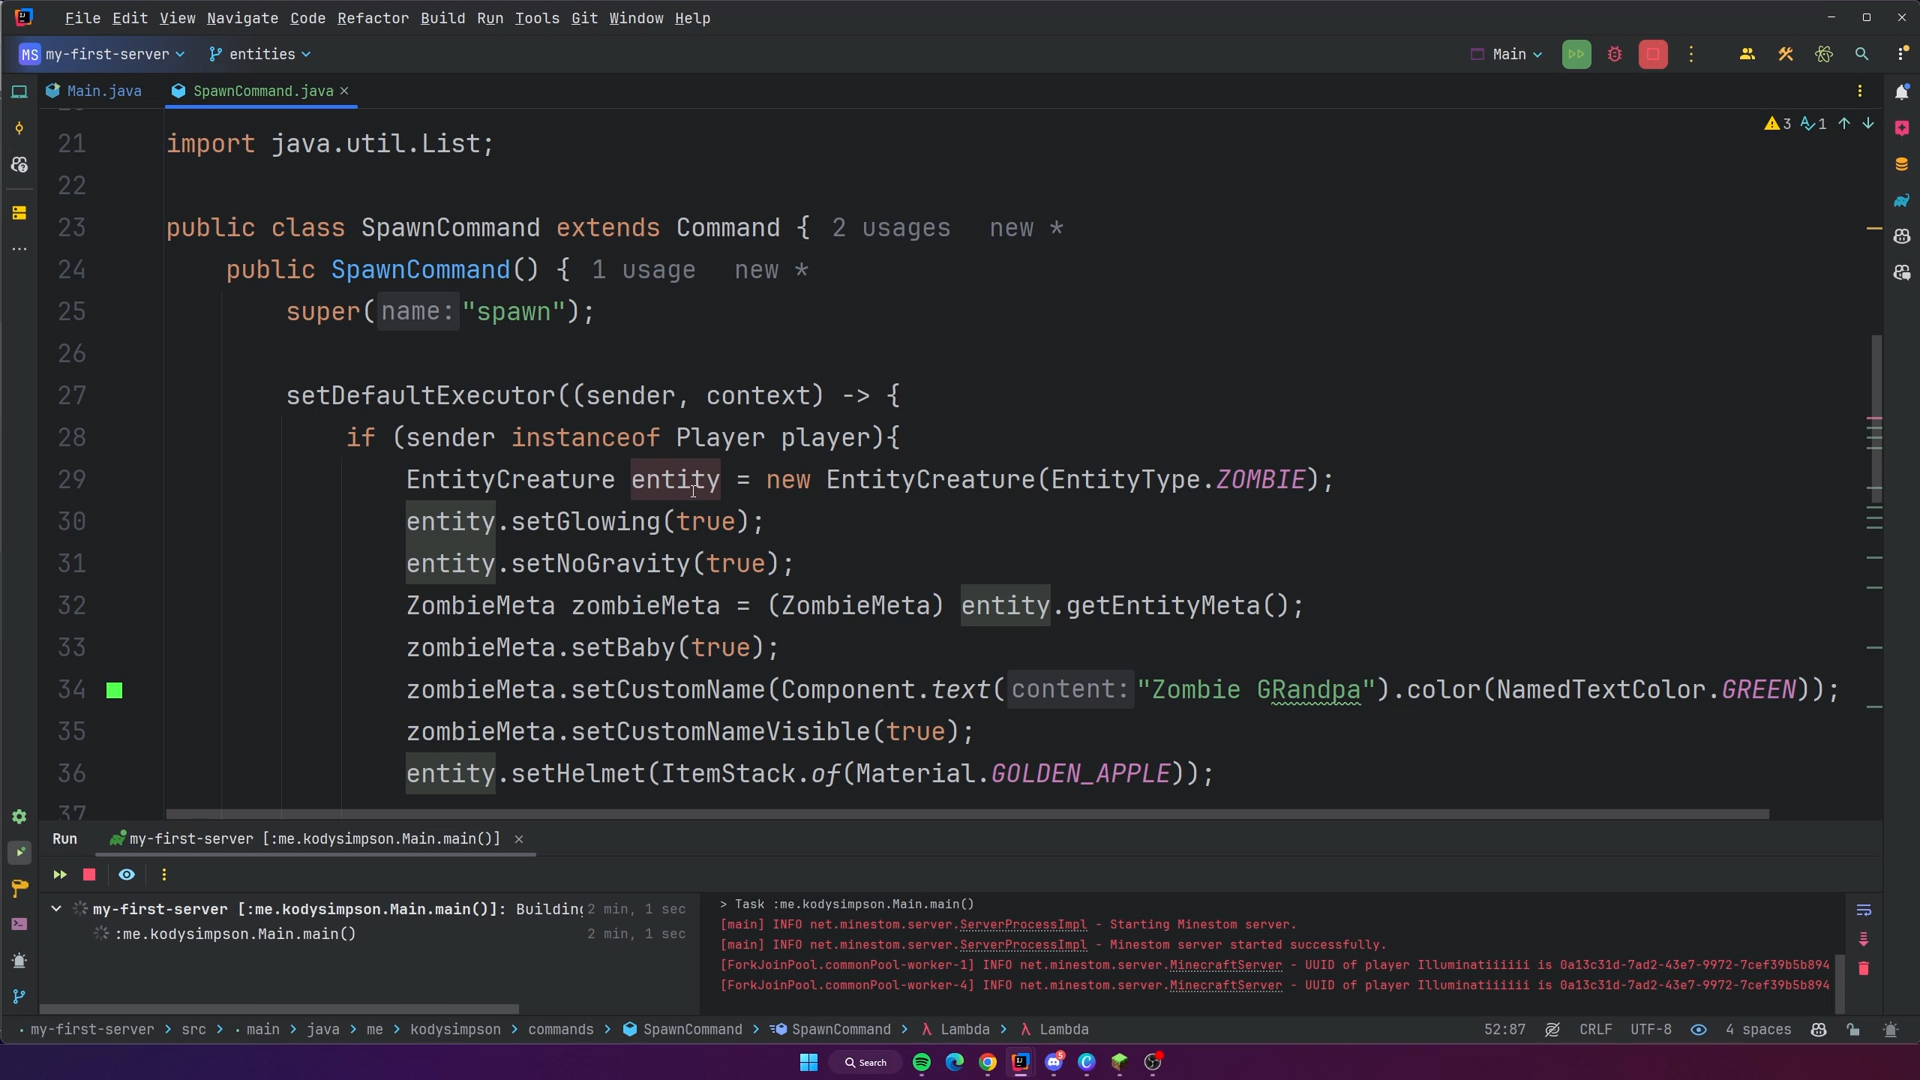 File Edit View Navigate Code Refactor Build Run Tools Git Window Help
MS my-first-server entities Main
Main.java SpawnCommand.java
3 1
21 import java.util.List;
22
23 public class SpawnCommand extends Command { 2 usages new *
24 public SpawnCommand() { 1 usage new *
25 super( name: "spawn");
26
27 setDefaultExecutor((sender, context) -> {
28 if (sender instanceof Player player){
29 EntityCreature entity = new EntityCreature(EntityType.ZOMBIE);
30 entity.setGlowing(true);
31 entity.setNoGravity(true);
32 ZombieMeta zombieMeta = (ZombieMeta) entity.getEntityMeta();
33 zombieMeta.setBaby(true);
34 zombieMeta.setCustomName(Component.text( content: "Zombie GRandpa").color(NamedTextColor.GREEN));
35 zombieMeta.setCustomNameVisible(true);
36 entity.setHelmet(ItemStack.of(Material.GOLDEN_APPLE));
37
Run my-first-server [:me.kodysimpson.Main.main()]
my-first-server [:me.kodysimpson.Main.main()]: Building 2 min, 1 sec
:me.kodysimpson.Main.main() 2 min, 1 sec
> Task :me.kodysimpson.Main.main()
[main] INFO net.minestom.server.ServerProcessImpl - Starting Minestom server.
[main] INFO net.minestom.server.ServerProcessImpl - Minestom server started successfully.
[ForkJoinPool.commonPool-worker-1] INFO net.minestom.server.MinecraftServer - UUID of player Illuminatiiiiii is 0a13c31d-7ad2-43e7-9972-7cef39b5b894
[ForkJoinPool.commonPool-worker-4] INFO net.minestom.server.MinecraftServer - UUID of player Illuminatiiiiii is 0a13c31d-7ad2-43e7-9972-7cef39b5b894
my-first-server > src > main > java > me > kodysimpson > commands > SpawnCommand > SpawnCommand > Lambda > Lambda 52:87 CRLF UTF-8 4 spaces
Search 5